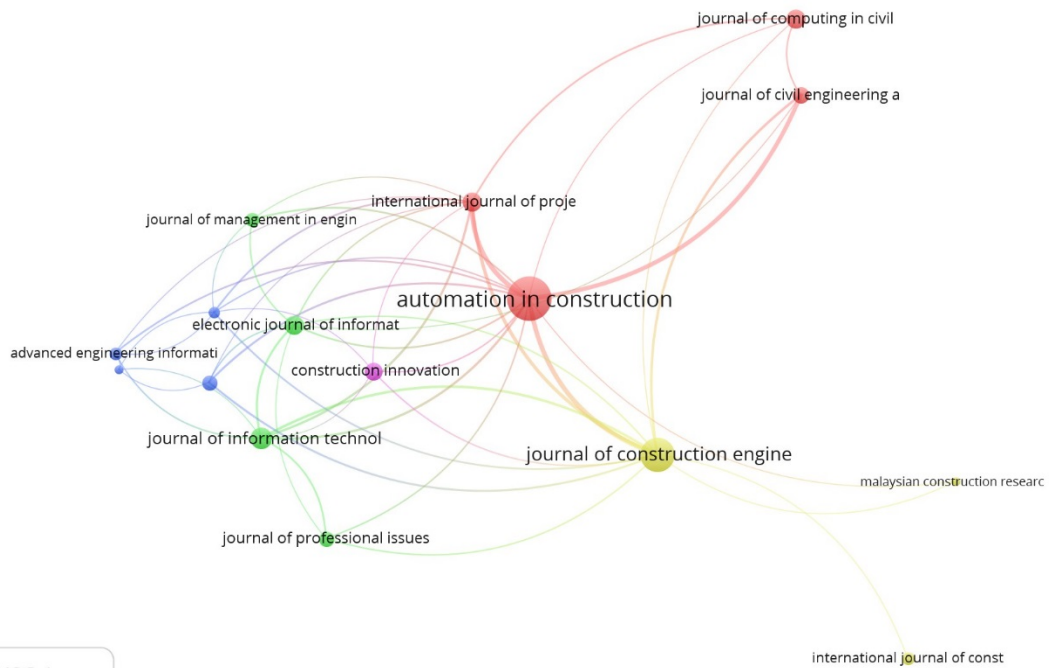 journal of computing in civil
journal of civil engineering a
international journal of proje
journal of management in engin
automation in construction
electronic journal of informat
advanced engineering informati
construction innovation
journal of information technol
journal of construction engine
malaysian construction researc
journal of professional issues
international journal of const